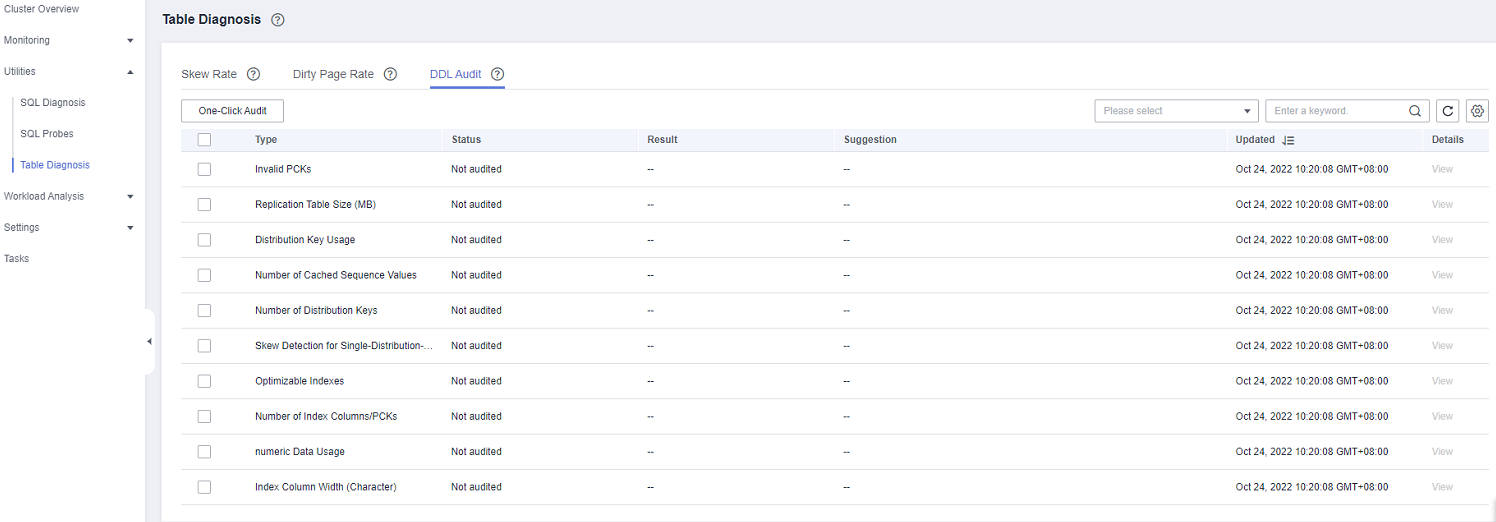 Cluster Overview
Monitoring
Utilities
SQL Diagnosis
SQL Probes
Table Diagnosis
Workload Analysis
Settings
Tasks
Table Diagnosis ?
Skew Rate ? Dirty Page Rate ? DDL Audit ?
One-Click Audit Please select Enter a keyword.
Type Status Result Suggestion Updated Details
Invalid PCKs Not audited -- -- Oct 24, 2022 10:20:08 GMT+08:00 View
Replication Table Size (MB) Not audited -- -- Oct 24, 2022 10:20:08 GMT+08:00 View
Distribution Key Usage Not audited -- -- Oct 24, 2022 10:20:08 GMT+08:00 View
Number of Cached Sequence Values Not audited -- -- Oct 24, 2022 10:20:08 GMT+08:00 View
Number of Distribution Keys Not audited -- -- Oct 24, 2022 10:20:08 GMT+08:00 View
Skew Detection for Single-Distribution-... Not audited -- -- Oct 24, 2022 10:20:08 GMT+08:00 View
Optimizable Indexes Not audited -- -- Oct 24, 2022 10:20:08 GMT+08:00 View
Number of Index Columns/PCKs Not audited -- -- Oct 24, 2022 10:20:08 GMT+08:00 View
numeric Data Usage Not audited -- -- Oct 24, 2022 10:20:08 GMT+08:00 View
Index Column Width (Character) Not audited -- -- Oct 24, 2022 10:20:08 GMT+08:00 View